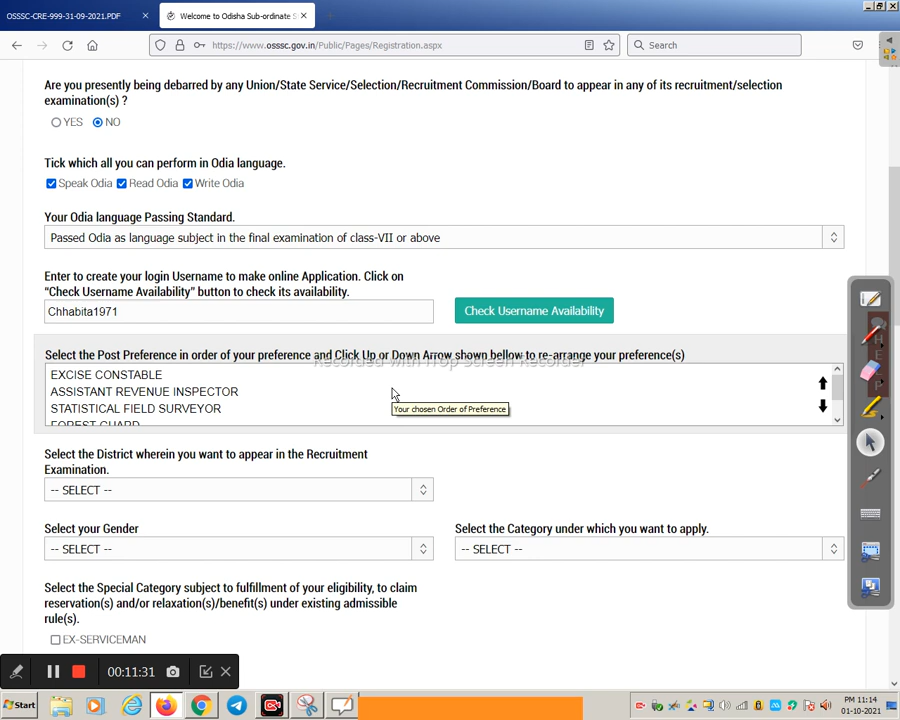 OSSSC-CRE-999-31-09-2021.PDF
Welcome to Odisha Sub-ordinate S
https://www.osssc.gov.in/Public/Pages/Registration.aspx
Search
Are you presently being debarred by any Union/State Service/Selection/Recruitment Commission/Board to appear in any of its recruitment/selection
examination(s) ?
YES NO
Tick which all you can perform in Odia language.
Speak Odia Read Odia Write Odia
Your Odia language Passing Standard.
Passed Odia as language subject in the final examination of class-VII or above
Enter to create your login Username to make online Application. Click on
"Check Username Availability" button to check its availability.
Chhabita1971
Check Username Availability
Select the Post Preference in order of your preference and Click Up or Down Arrow shown bellow to re-arrange your preference(s)
Recorded with iTop Screen Recorder
EXCISE CONSTABLE
ASSISTANT REVENUE INSPECTOR
STATISTICAL FIELD SURVEYOR
FOREST GUARD
Your chosen Order of Preference
Select the District wherein you want to appear in the Recruitment
Examination.
-- SELECT --
Select your Gender
Select the Category under which you want to apply.
-- SELECT --
-- SELECT --
Select the Special Category subject to fulfillment of your eligibility, to claim
reservation(s) and/or relaxation(s)/benefit(s) under existing admissible
rule(s).
EX-SERVICEMAN
HELP
00:11:31
Start
PM 11:14
01-10-2021